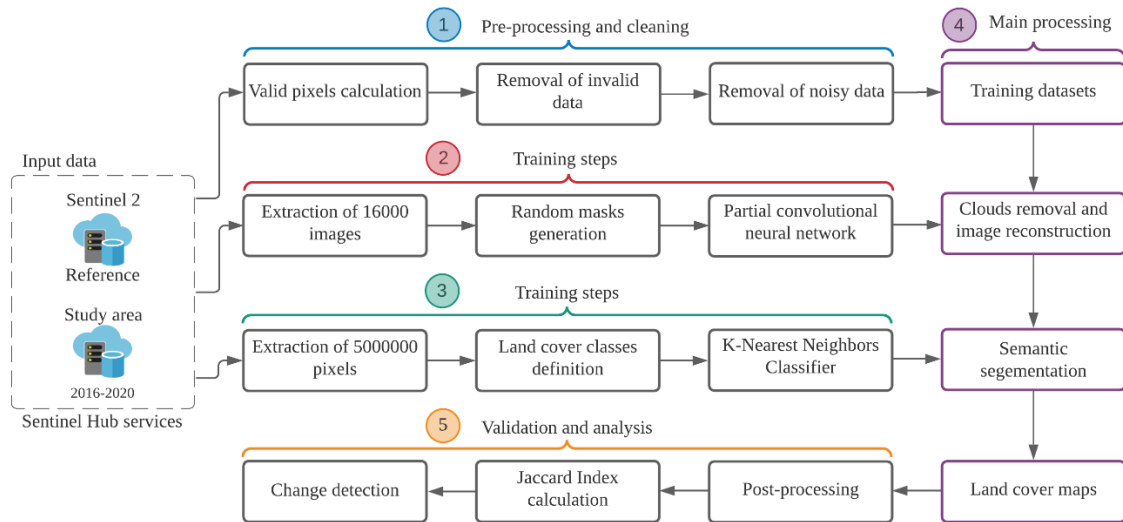 1
Pre-processing and cleaning
4
Main processing
Valid pixels calculation
Removal of invalid
data
Removal of noisy data
Training datasets
Input data
Sentinel 2
Reference
Study area
2016-2020
Sentinel Hub services
2
Training steps
Extraction of 16000
images
Random masks
generation
Partial convolutional
neural network
Clouds removal and
image reconstruction
3
Training steps
Extraction of 5000000
pixels
Land cover classes
definition
K-Nearest Neighbors
Classifier
Semantic
segementation
5
Validation and analysis
Change detection
Jaccard Index
calculation
Post-processing
Land cover maps